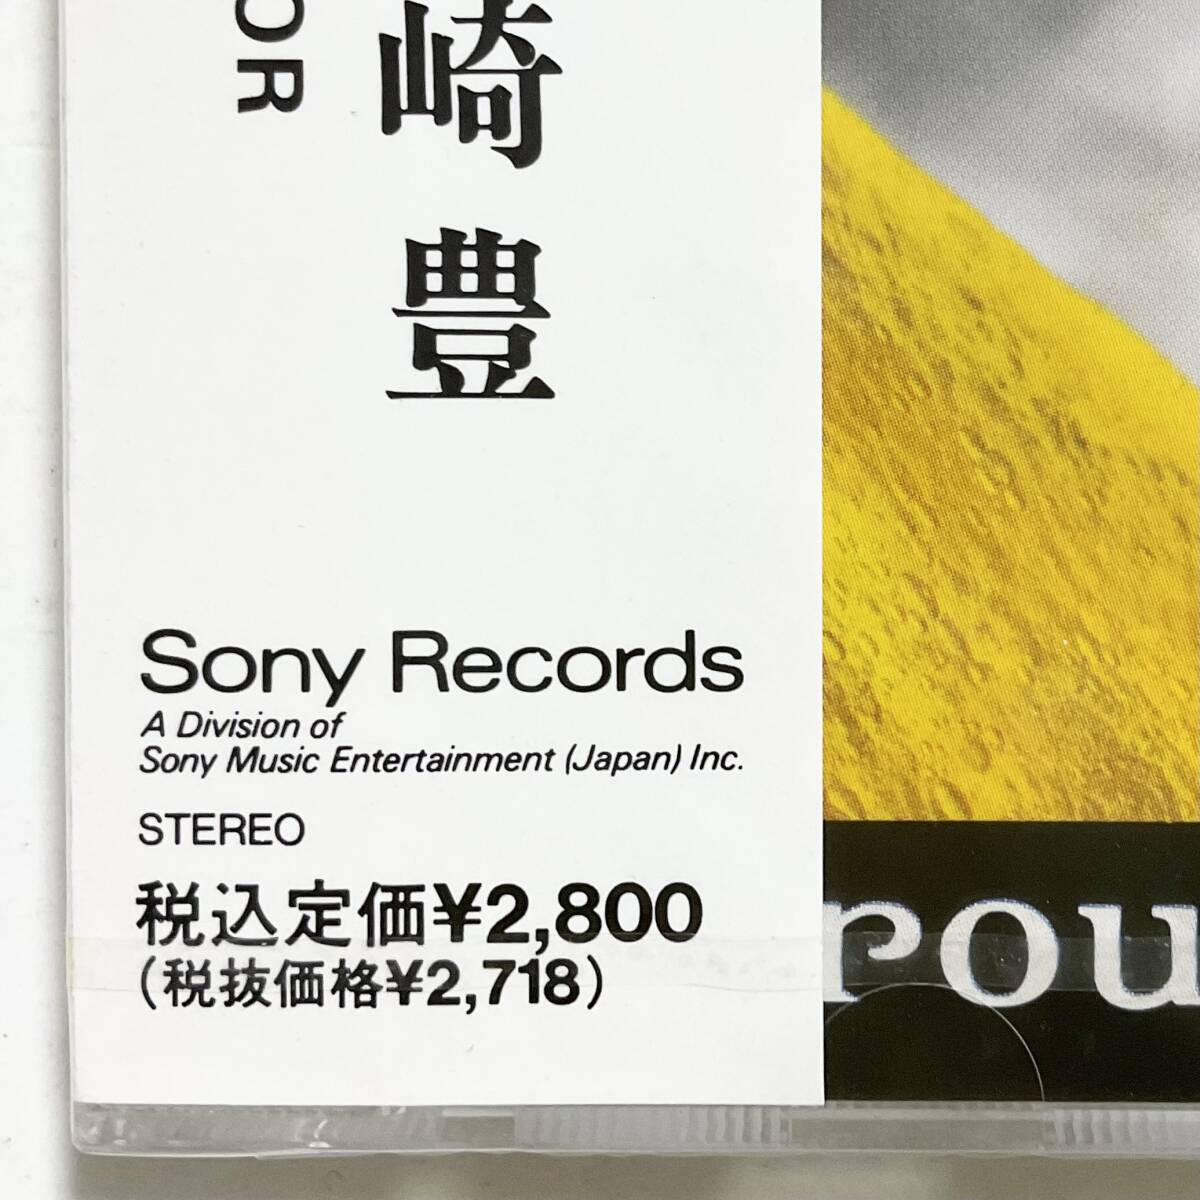 OR
崎豊
Sony Records
A Division of
Sony Music Entertainment (Japan) Inc.
STEREO
税込定価¥2,800
(税抜価格¥2,718)
rou